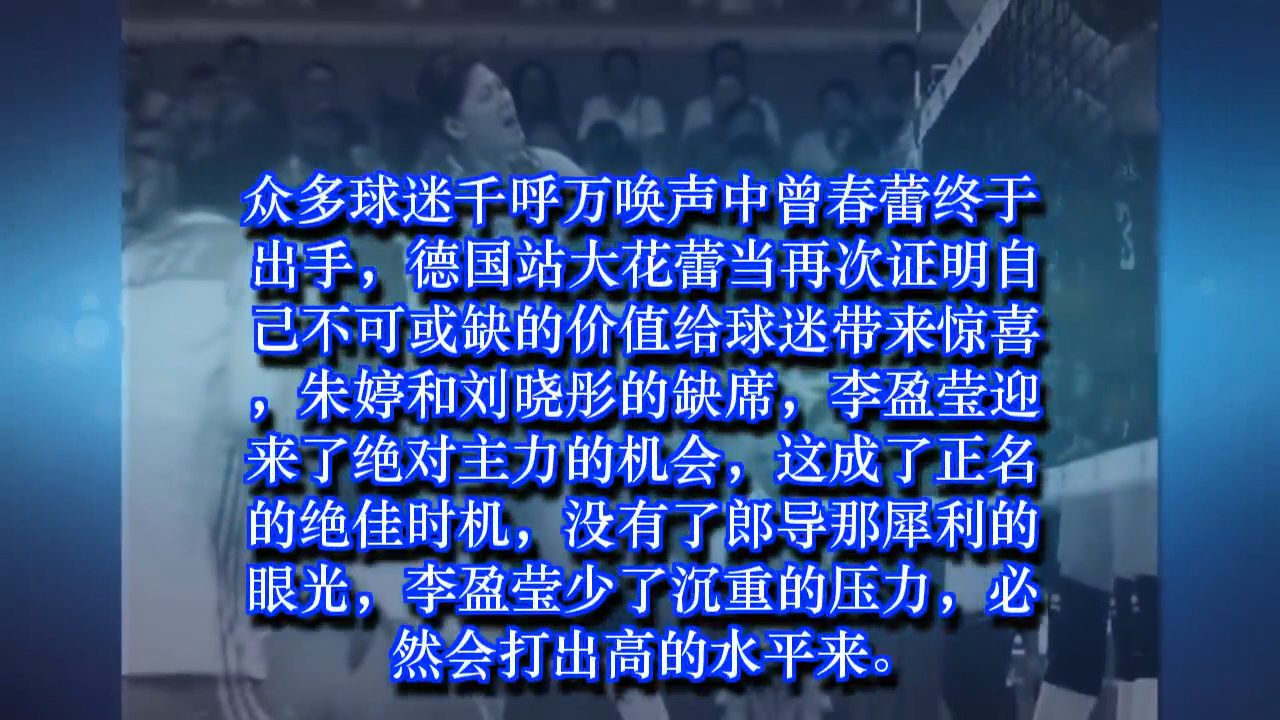 众多球迷千呼万唤声中曾春蕾终于
出手，德国站大花蕾当再次证明自
己不可或缺的价值给球迷带来惊喜
，朱婷和刘晓彤的缺席，李盈莹迎
来了绝对主力的机会，这成了正名
的绝佳时机，没有了郎导那犀利的
眼光，李盈莹少了沉重的压力，必
然会打出高的水平来。